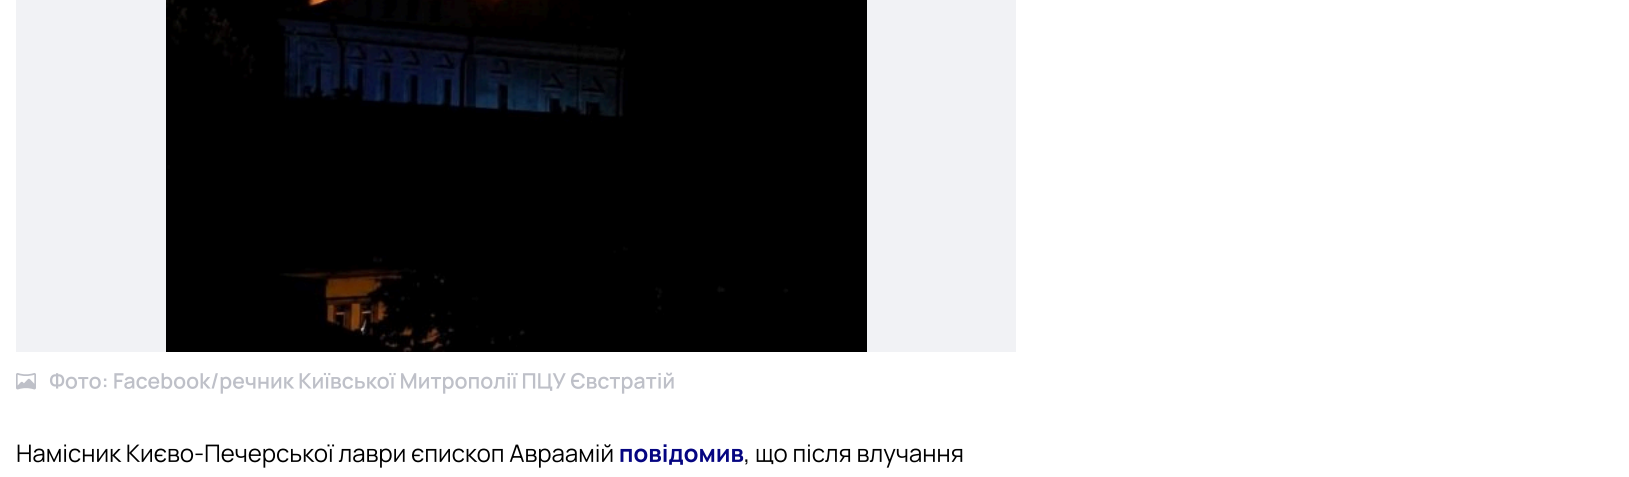 Фото: Facebook/речник Київської Митрополії ПЦУ Євстратій
Намісник Києво-Печерської лаври єпископ Авраамій повідомив, що після влучання